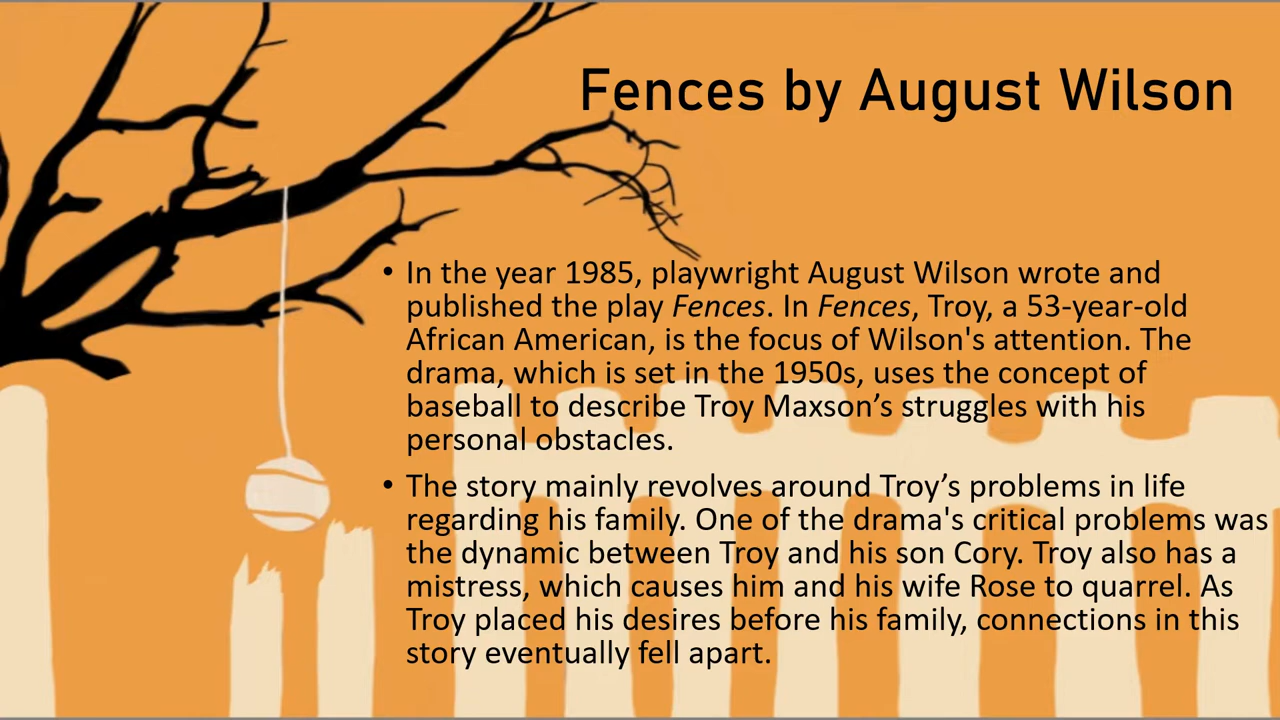 Fences by August Wilson
• In the year 1985, playwright August Wilson wrote and
published the play Fences. In Fences, Troy, a 53-year-old
African American, is the focus of Wilson's attention. The
drama, which is set in the 1950s, uses the concept of
baseball to describe Troy Maxson’s struggles with his
personal obstacles.
• The story mainly revolves around Troy’s problems in life
regarding his family. One of the drama's critical problems was
the dynamic between Troy and his son Cory. Troy also has a
mistress, which causes him and his wife Rose to quarrel. As
Troy placed his desires before his family, connections in this
story eventually fell apart.